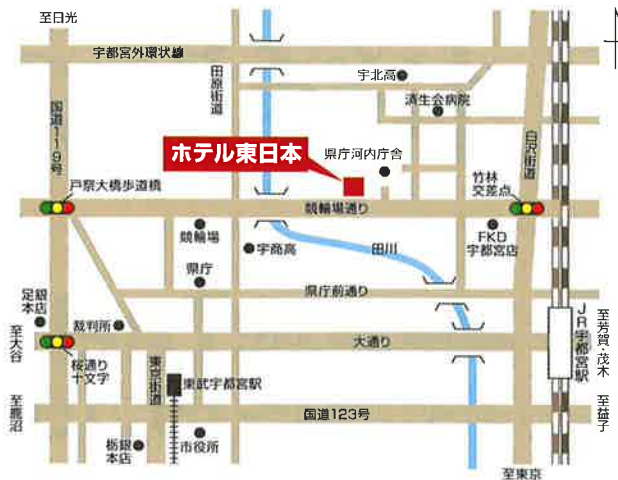 至日光
宇都宮外環状線
田原街道
宇北高
済生会病院
国道119号
白沢街道
ホテル東日本
県庁河内庁舎
戸祭大橋歩道橋
竹林
交差点
競輪場通り
競輪場
宇商高
田川
FKD
宇都宮店
県庁
県庁前通り
足銀
本店
裁判所
大通り
JR宇都宮駅
至芳賀・茂木
至大谷
桜通り
十文字
東京街道
東武宇都宮駅
至鹿沼
国道123号
至益子
栃銀
本店
市役所
至東京